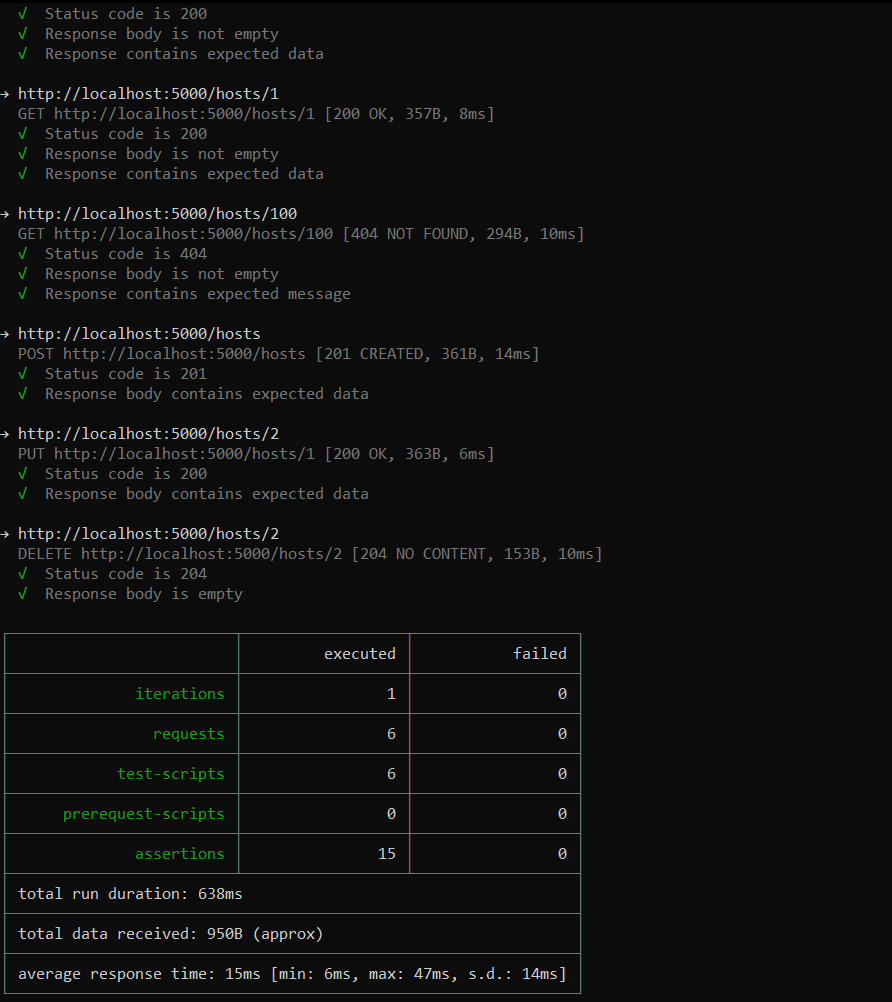 √ Status code is 200
√ Response body is not empty
√ Response contains expected data
→ http://localhost:5000/hosts/1
GET http://localhost:5000/hosts/1 [200 OK, 357B, 8ms]
√ Status code is 200
√ Response body is not empty
√ Response contains expected data
→ http://localhost:5000/hosts/100
GET http://localhost:5000/hosts/100 [404 NOT FOUND, 294B, 10ms]
√ Status code is 404
√ Response body is not empty
√ Response contains expected message
→ http://localhost:5000/hosts
POST http://localhost:5000/hosts [201 CREATED, 361B, 14ms]
√ Status code is 201
√ Response body contains expected data
→ http://localhost:5000/hosts/2
PUT http://localhost:5000/hosts/1 [200 OK, 363B, 6ms]
√ Status code is 200
√ Response body contains expected data
→ http://localhost:5000/hosts/2
DELETE http://localhost:5000/hosts/2 [204 NO CONTENT, 153B, 10ms]
√ Status code is 204
√ Response body is empty
executed failed
iterations 1 0
requests 6 0
test-scripts 6 0
prerequest-scripts 0 0
assertions 15 0
total run duration: 638ms
total data received: 950B (approx)
average response time: 15ms [min: 6ms, max: 47ms, s.d.: 14ms]